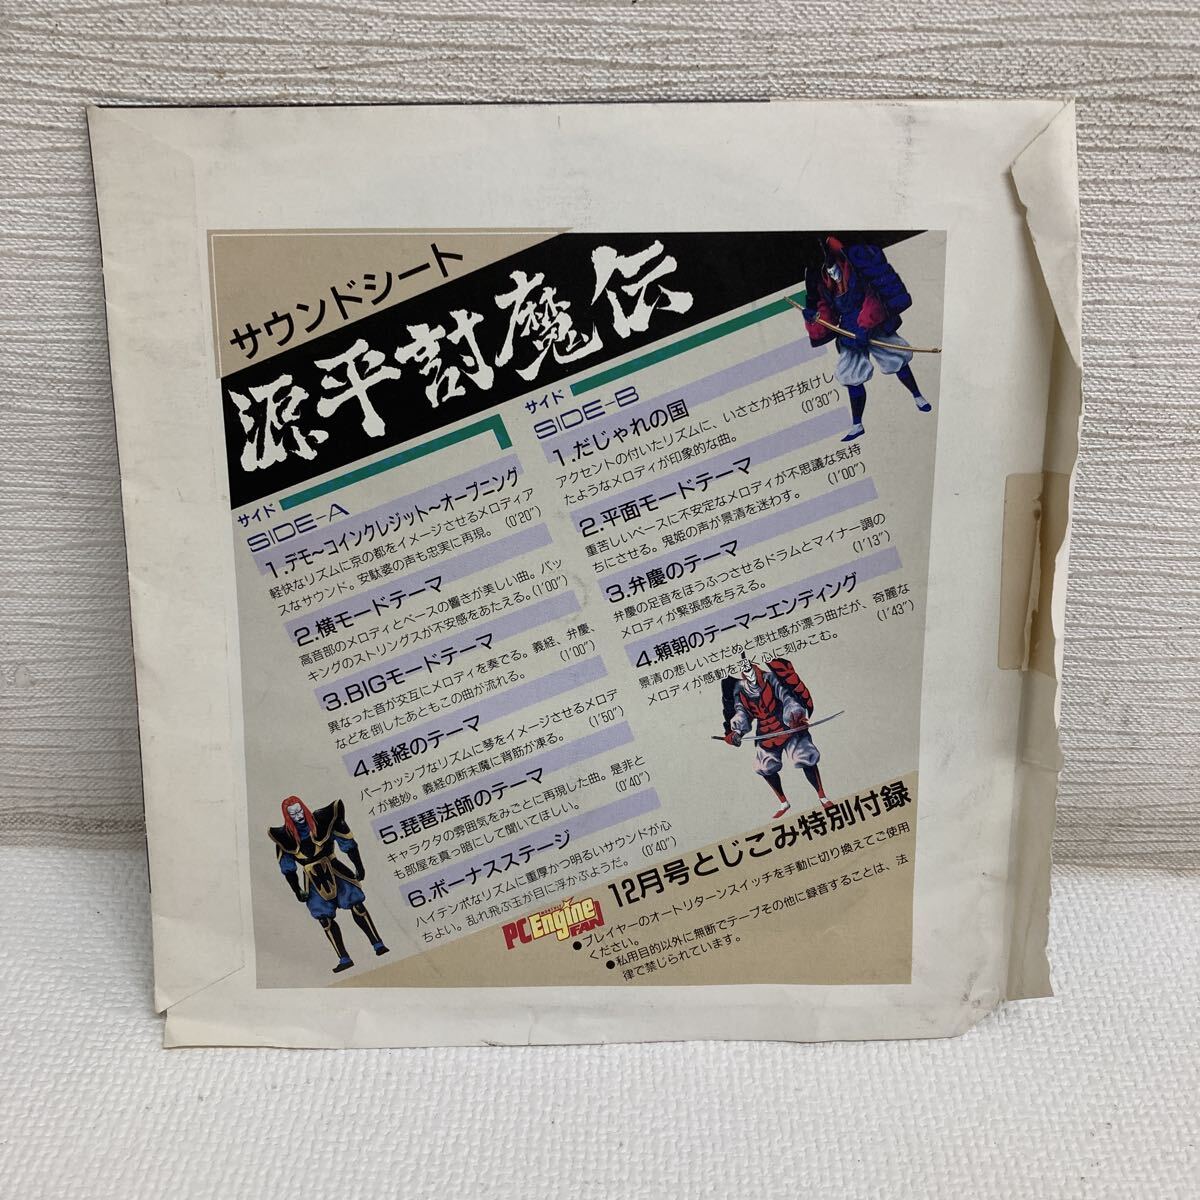 サウンドシート
源平討魔伝
サイド
SIDE-A
1.デモ〜コインクレジット〜オープニング
軽快なリズムに京の都をイメージさせるメロディア
スなサウンド。安駄婆の声も忠実に再現。 (0'20")
2.横モードテーマ
高音部のメロディとベースの響きが美しい曲。バッ
キングのストリングスが不安感をあたえる。(1'00")
3.BIGモードテーマ
異なった音が交互にメロディを奏でる。義経、弁慶、
などを倒したあともこの曲が流れる。 (1'00")
4.義経のテーマ
パーカッシブなリズムに琴をイメージさせるメロデ
ィが絶妙。義経の断末魔に背筋が凍る。 (1'50")
5.琵琶法師のテーマ
キャラクタの雰囲気をみごとに再現した曲。是非と
も部屋を真っ暗にして聞いてほしい。 (0'40")
6.ボーナスステージ
ハイテンポなリズムに重厚かつ明るいサウンドが心
ちよい。乱れ飛ぶ玉が目に浮かぶようだ。 (0'40")
サイド
SIDE-B
1.だじゃれの国
アクセントの付いたリズムに、いささか拍子抜けし
たようなメロディが印象的な曲。 (0'30")
2.平面モードテーマ
重苦しいベースに不安定なメロディが不思議な気持
ちにさせる。鬼姫の声が景清を迷わす。 (1'00")
3.弁慶のテーマ
弁慶の足音をほうふつさせるドラムとマイナー調の
メロディが緊張感を与える。 (1'13")
4.頼朝のテーマ〜エンディング
景清の悲しいさだめと悲壮感が漂う曲だが、奇麗な
メロディが感動を深く心に刻みこむ。 (1'43")
PC Engine FAN
12月号とじこみ特別付録
●プレイヤーのオートリターンスイッチを手動に切り換えてご使用
ください。
●私用目的以外に無断でテープその他に録音することは、法
律で禁じられています。